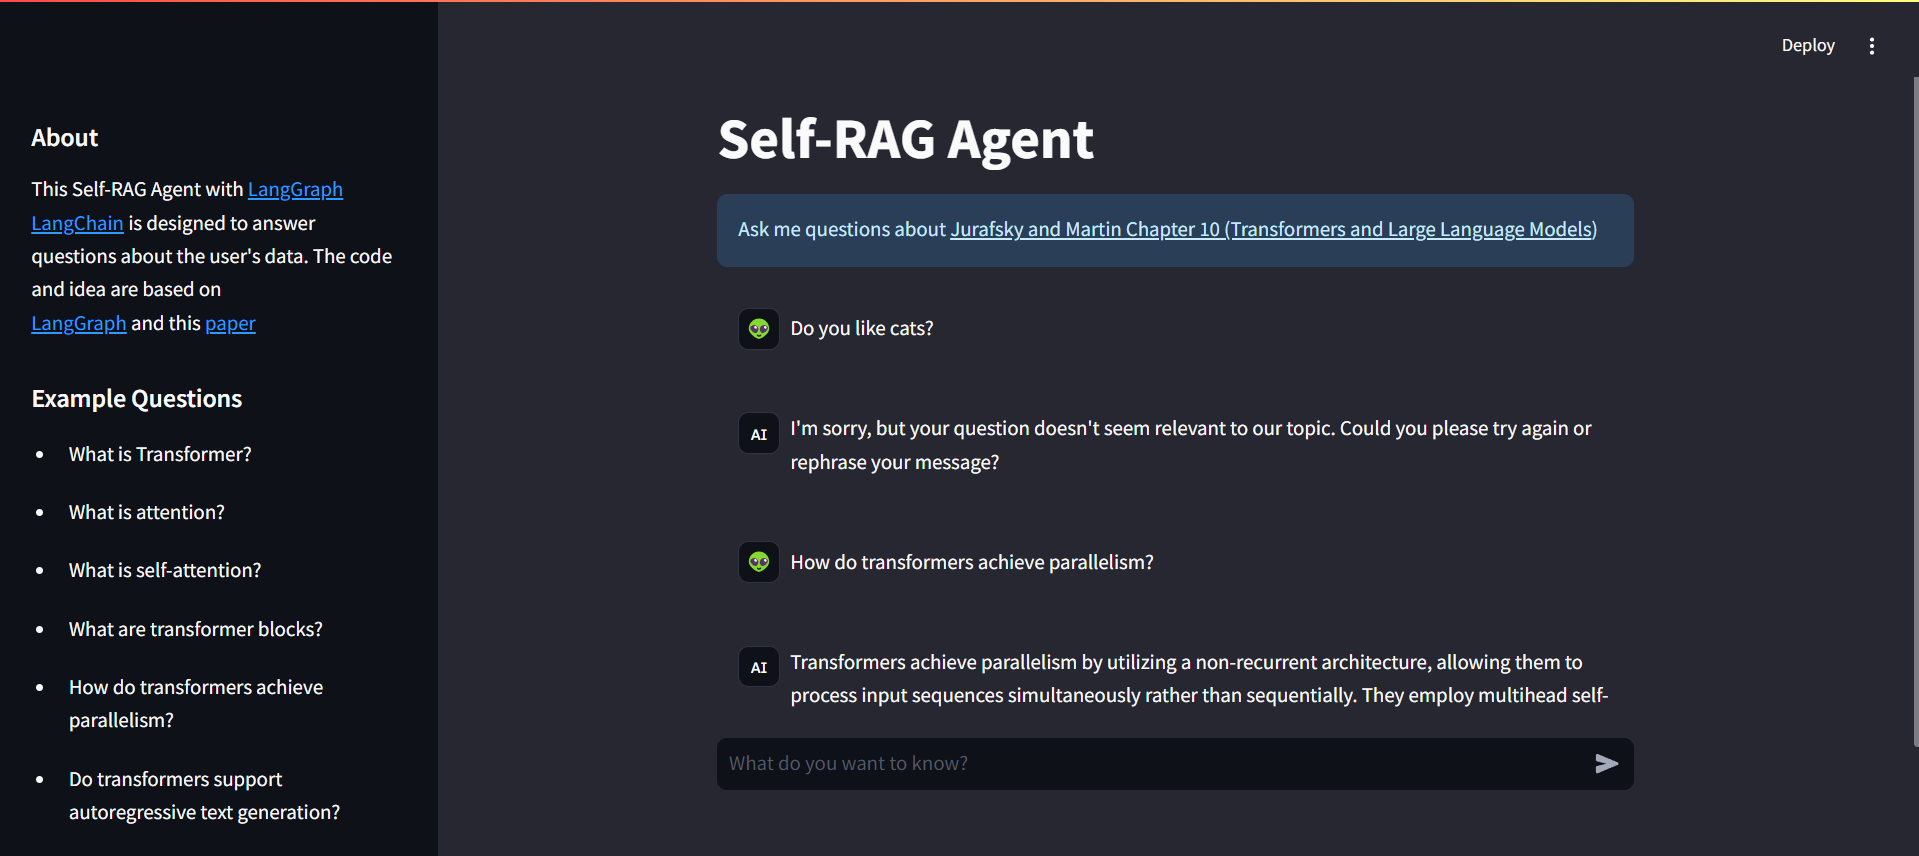 Deploy
About
This Self-RAG Agent with LangGraph
LangChain is designed to answer
questions about the user's data. The code
and idea are based on
LangGraph and this paper
Example Questions
What is Transformer?
What is attention?
What is self-attention?
What are transformer blocks?
How do transformers achieve
parallelism?
Do transformers support
autoregressive text generation?
Self-RAG Agent
Ask me questions about Jurafsky and Martin Chapter 10 (Transformers and Large Language Models)
Do you like cats?
AI
I'm sorry, but your question doesn't seem relevant to our topic. Could you please try again or
rephrase your message?
How do transformers achieve parallelism?
AI
Transformers achieve parallelism by utilizing a non-recurrent architecture, allowing them to
process input sequences simultaneously rather than sequentially. They employ multihead self-
What do you want to know?